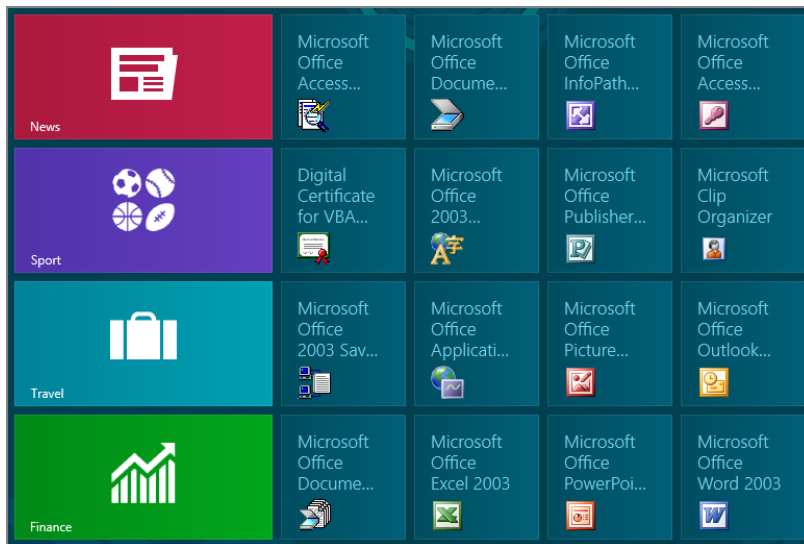 Microsoft
Office
Access...
Microsoft
Office
Docume...
Microsoft
Office
InfoPath...
Microsoft
Office
Access...
News
Digital
Certificate
for VBA...
Microsoft
Office
2003...
Microsoft
Office
Publisher...
Microsoft
Clip
Organizer
Sport
Microsoft
Office
2003 Sav...
Microsoft
Office
Applicati...
Microsoft
Office
Picture...
Microsoft
Office
Outlook...
Travel
Microsoft
Office
Docume...
Microsoft
Office
Excel 2003
Microsoft
Office
PowerPoi...
Microsoft
Office
Word 2003
Finance